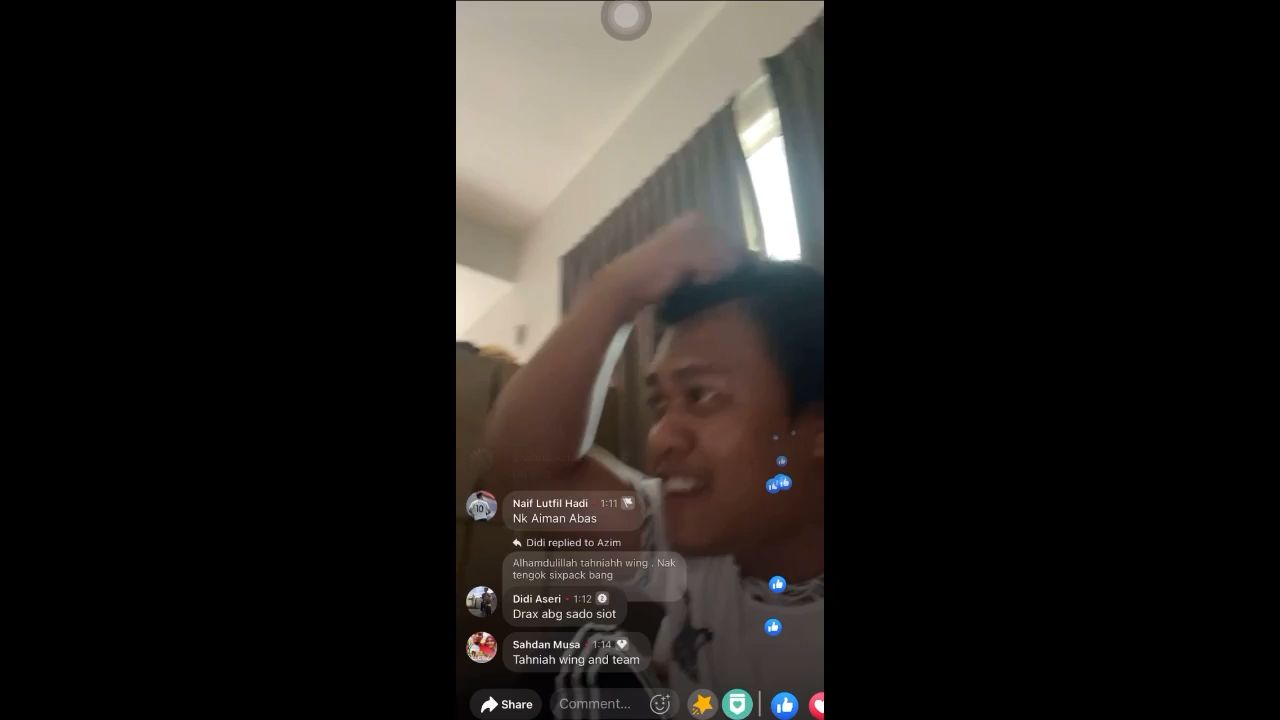 Naif Lutfil Hadi · 1:11
Nk Aiman Abas
Didi replied to Azim
Alhamdulillah tahniahh wing . Nak
tengok sixpack bang
Didi Aseri · 1:12
Drax abg sado siot
Sahdan Musa · 1:14
Tahniah wing and team
Share
Comment...